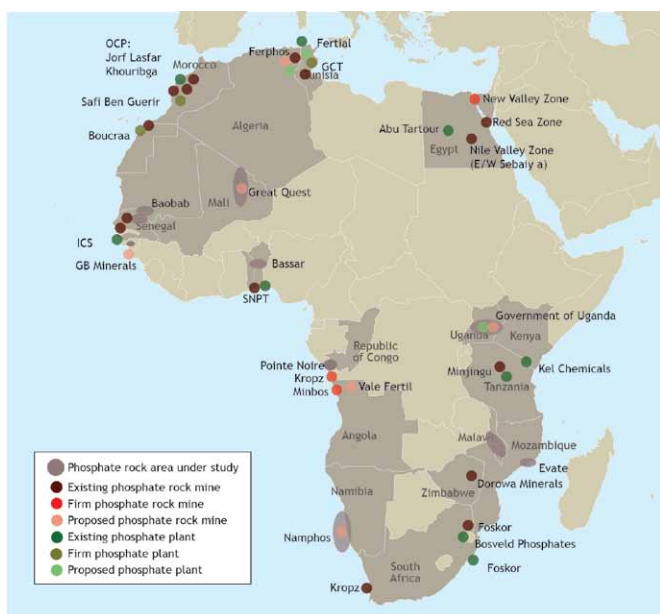 OCP:
Jorf Lasfar
Khouribga
Morocco
Safi Ben Guerir
Boucraa
Ferphos
Fertial
GCT
Tunisia
Algeria
New Valley Zone
Red Sea Zone
Abu Tartour
Egypt
Nile Valley Zone
(E/W Sebaiy a)
Mali
Great Quest
Baobab
Senegal
ICS
GB Minerals
Bassar
SNPT
Government of Uganda
Uganda
Kenya
Republic
of Congo
Pointe Noire
Kropz
Minbos
Vale Fertil
Minjingu
Kel Chemicals
Tanzania
Angola
Malawi
Mozambique
Evate
Namibia
Zimbabwe
Dorowa Minerals
Namphos
Foskor
Bosveld Phosphates
Foskor
South
Africa
Kropz
Phosphate rock area under study
Existing phosphate rock mine
Firm phosphate rock mine
Proposed phosphate rock mine
Existing phosphate plant
Firm phosphate plant
Proposed phosphate plant